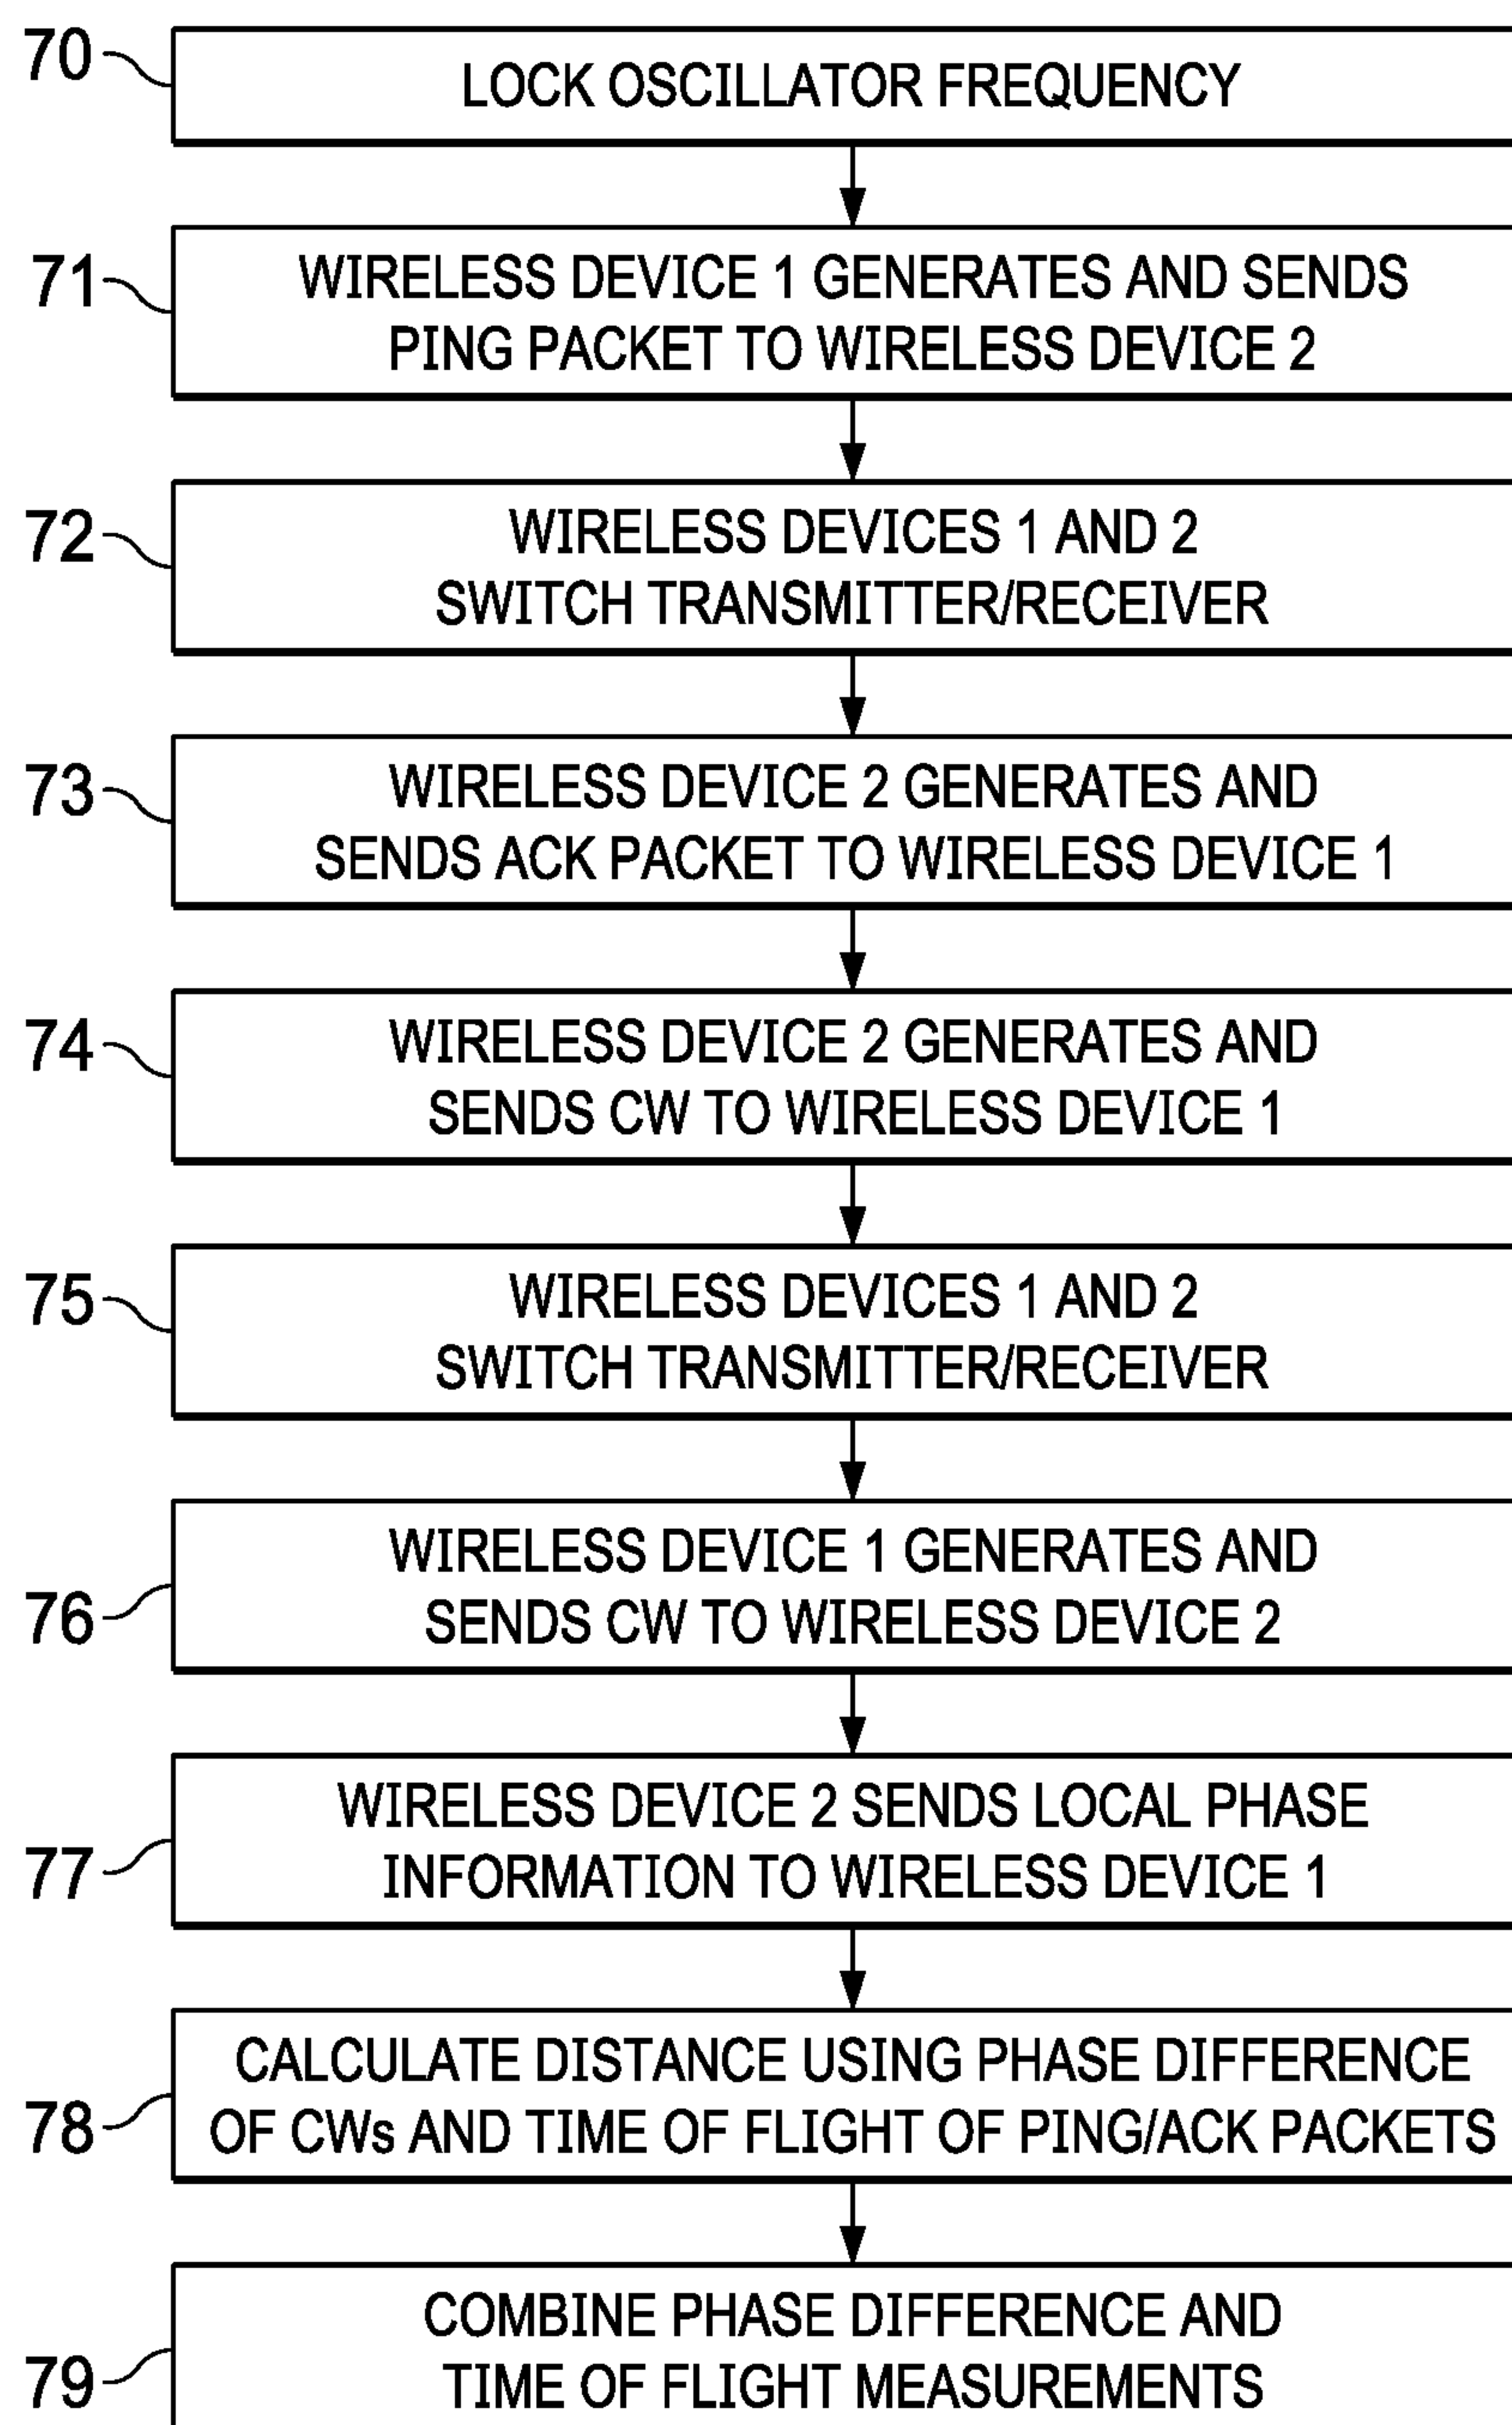 70
LOCK OSCILLATOR FREQUENCY
71
WIRELESS DEVICE 1 GENERATES AND SENDS
PING PACKET TO WIRELESS DEVICE 2
72
WIRELESS DEVICES 1 AND 2
SWITCH TRANSMITTER/RECEIVER
73
WIRELESS DEVICE 2 GENERATES AND
SENDS ACK PACKET TO WIRELESS DEVICE 1
74
WIRELESS DEVICE 2 GENERATES AND
SENDS CW TO WIRELESS DEVICE 1
75
WIRELESS DEVICES 1 AND 2
SWITCH TRANSMITTER/RECEIVER
76
WIRELESS DEVICE 1 GENERATES AND
SENDS CW TO WIRELESS DEVICE 2
77
WIRELESS DEVICE 2 SENDS LOCAL PHASE
INFORMATION TO WIRELESS DEVICE 1
78
CALCULATE DISTANCE USING PHASE DIFFERENCE
OF CWs AND TIME OF FLIGHT OF PING/ACK PACKETS
79
COMBINE PHASE DIFFERENCE AND
TIME OF FLIGHT MEASUREMENTS